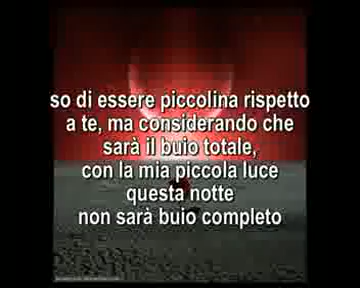 so di essere piccolina rispetto
a te, ma considerando che
sarà il buio totale,
con la mia piccola luce
questa notte
non sarà buio completo